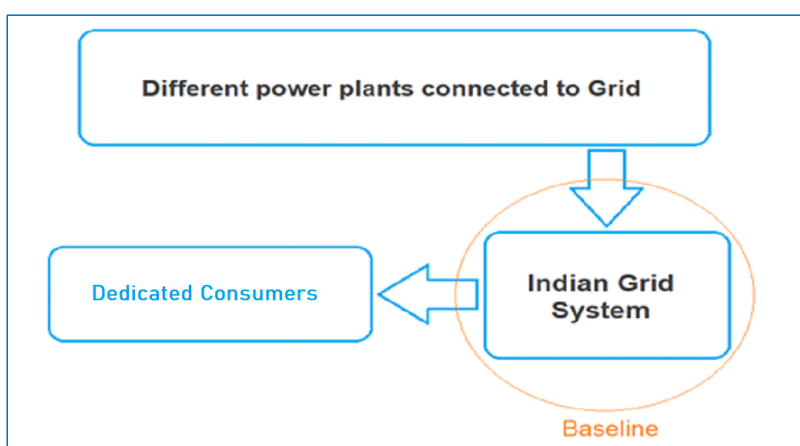 Different power plants connected to Grid
Dedicated Consumers
Indian Grid
System
Baseline